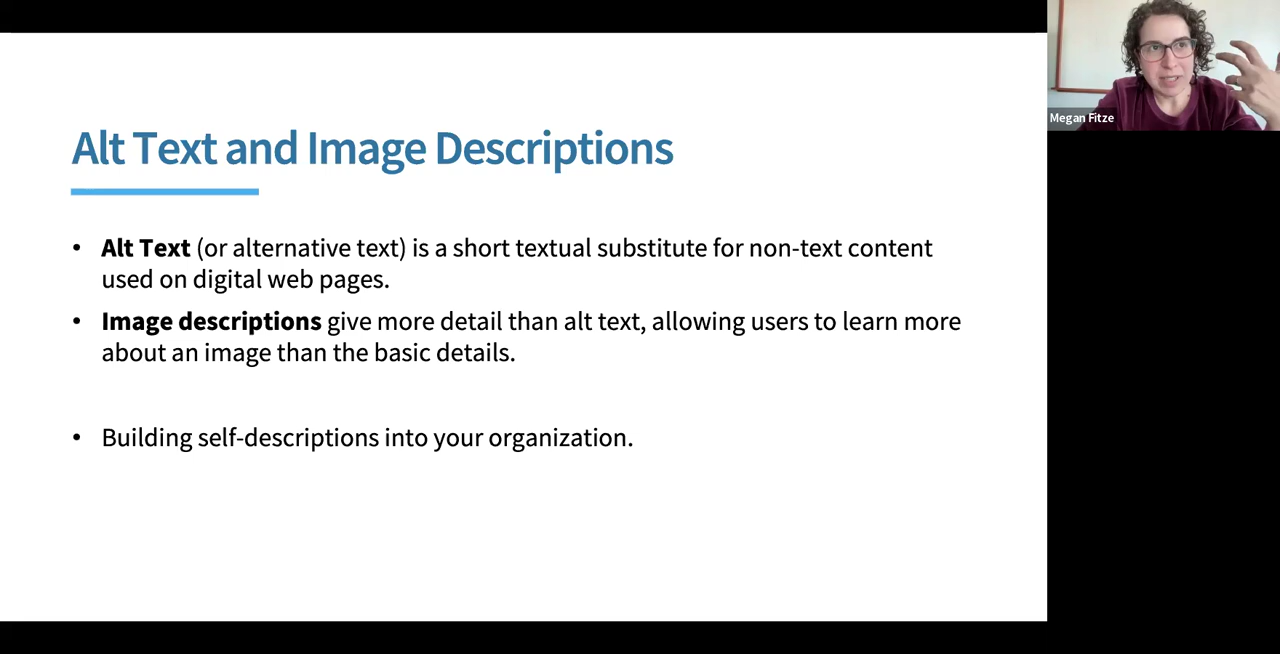 Alt Text and Image Descriptions
• Alt Text (or alternative text) is a short textual substitute for non-text content
used on digital web pages.
• Image descriptions give more detail than alt text, allowing users to learn more
about an image than the basic details.
• Building self-descriptions into your organization.
Megan Fitze